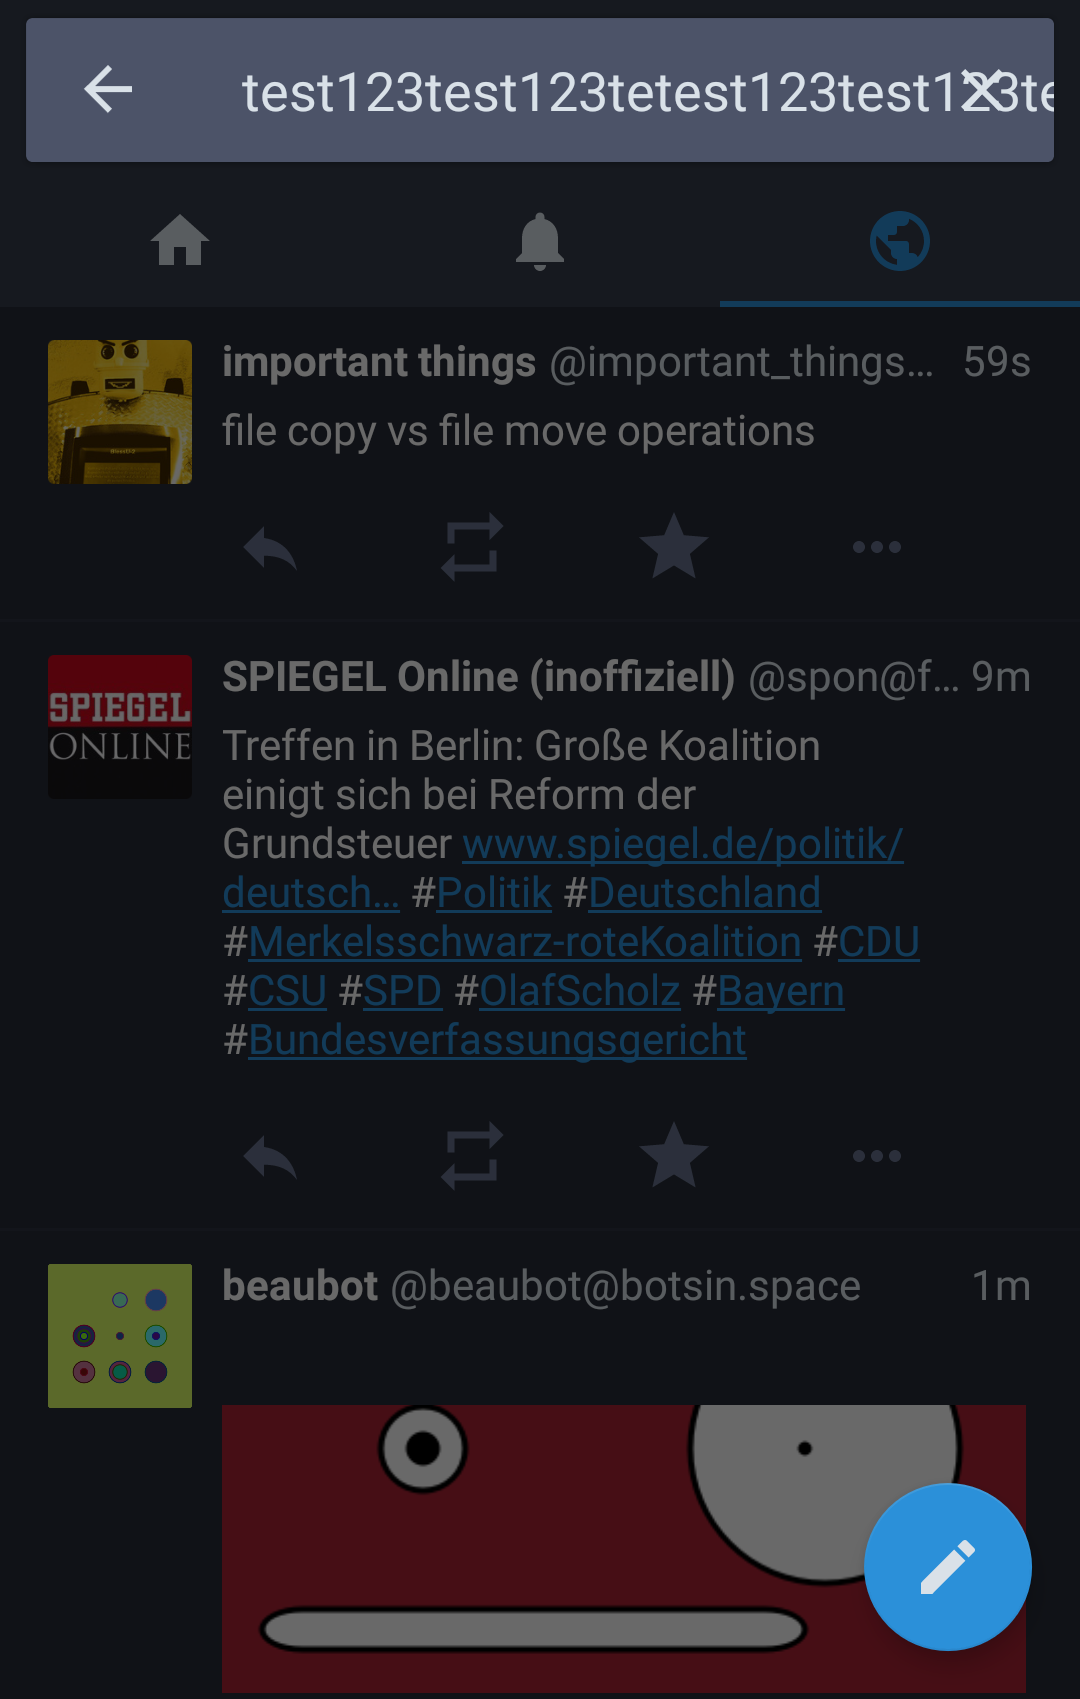 test123test123tetest123test123te
important things @important_things… 59s
file copy vs file move operations
SPIEGEL Online (inoffiziell) @spon@f… 9m
SPIEGEL
ONLINE
Treffen in Berlin: Große Koalition
einigt sich bei Reform der
Grundsteuer www.spiegel.de/politik/
deutsch… #Politik #Deutschland
#Merkelsschwarz-roteKoalition #CDU
#CSU #SPD #OlafScholz #Bayern
#Bundesverfassungsgericht
beaubot @beaubot@botsin.space 1m